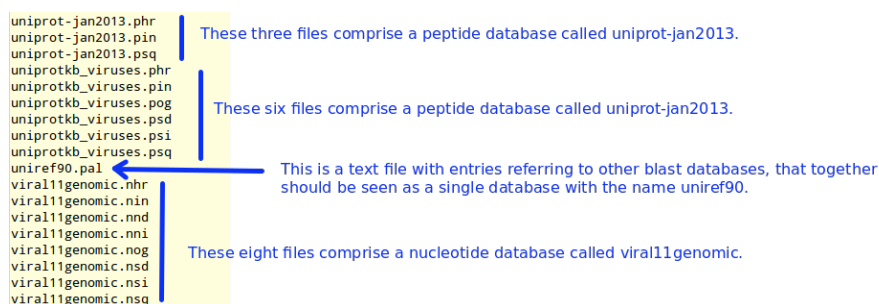 uniprot-jan2013.phr
uniprot-jan2013.pin
uniprot-jan2013.psq
These three files comprise a peptide database called uniprot-jan2013.
uniprotkb_viruses.phr
uniprotkb_viruses.pin
uniprotkb_viruses.pog
uniprotkb_viruses.psd
uniprotkb_viruses.psi
uniprotkb_viruses.psq
These six files comprise a peptide database called uniprot-jan2013.
uniref90.pal
This is a text file with entries referring to other blast databases, that together
should be seen as a single database with the name uniref90.
viral11genomic.nhr
viral11genomic.nin
viral11genomic.nnd
viral11genomic.nni
viral11genomic.nog
viral11genomic.nsd
viral11genomic.nsi
viral11genomic.nsq
These eight files comprise a nucleotide database called viral11genomic.